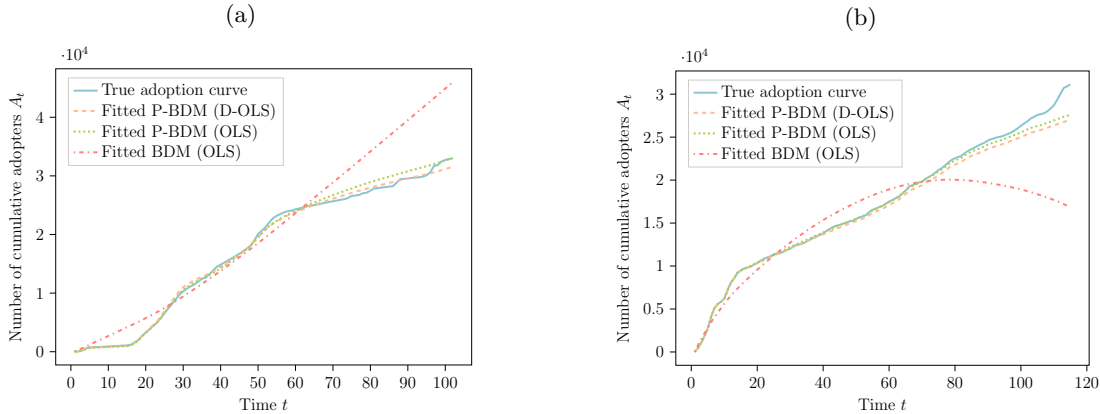 (a)
·10⁴
Number of cumulative adopters Aₜ
4
3
2
1
0
True adoption curve
Fitted P-BDM (D-OLS)
Fitted P-BDM (OLS)
Fitted BDM (OLS)
0 10 20 30 40 50 60 70 80 90 100
Time t
(b)
·10⁴
Number of cumulative adopters Aₜ
3
2.5
2
1.5
1
0.5
0
True adoption curve
Fitted P-BDM (D-OLS)
Fitted P-BDM (OLS)
Fitted BDM (OLS)
0 20 40 60 80 100 120
Time t